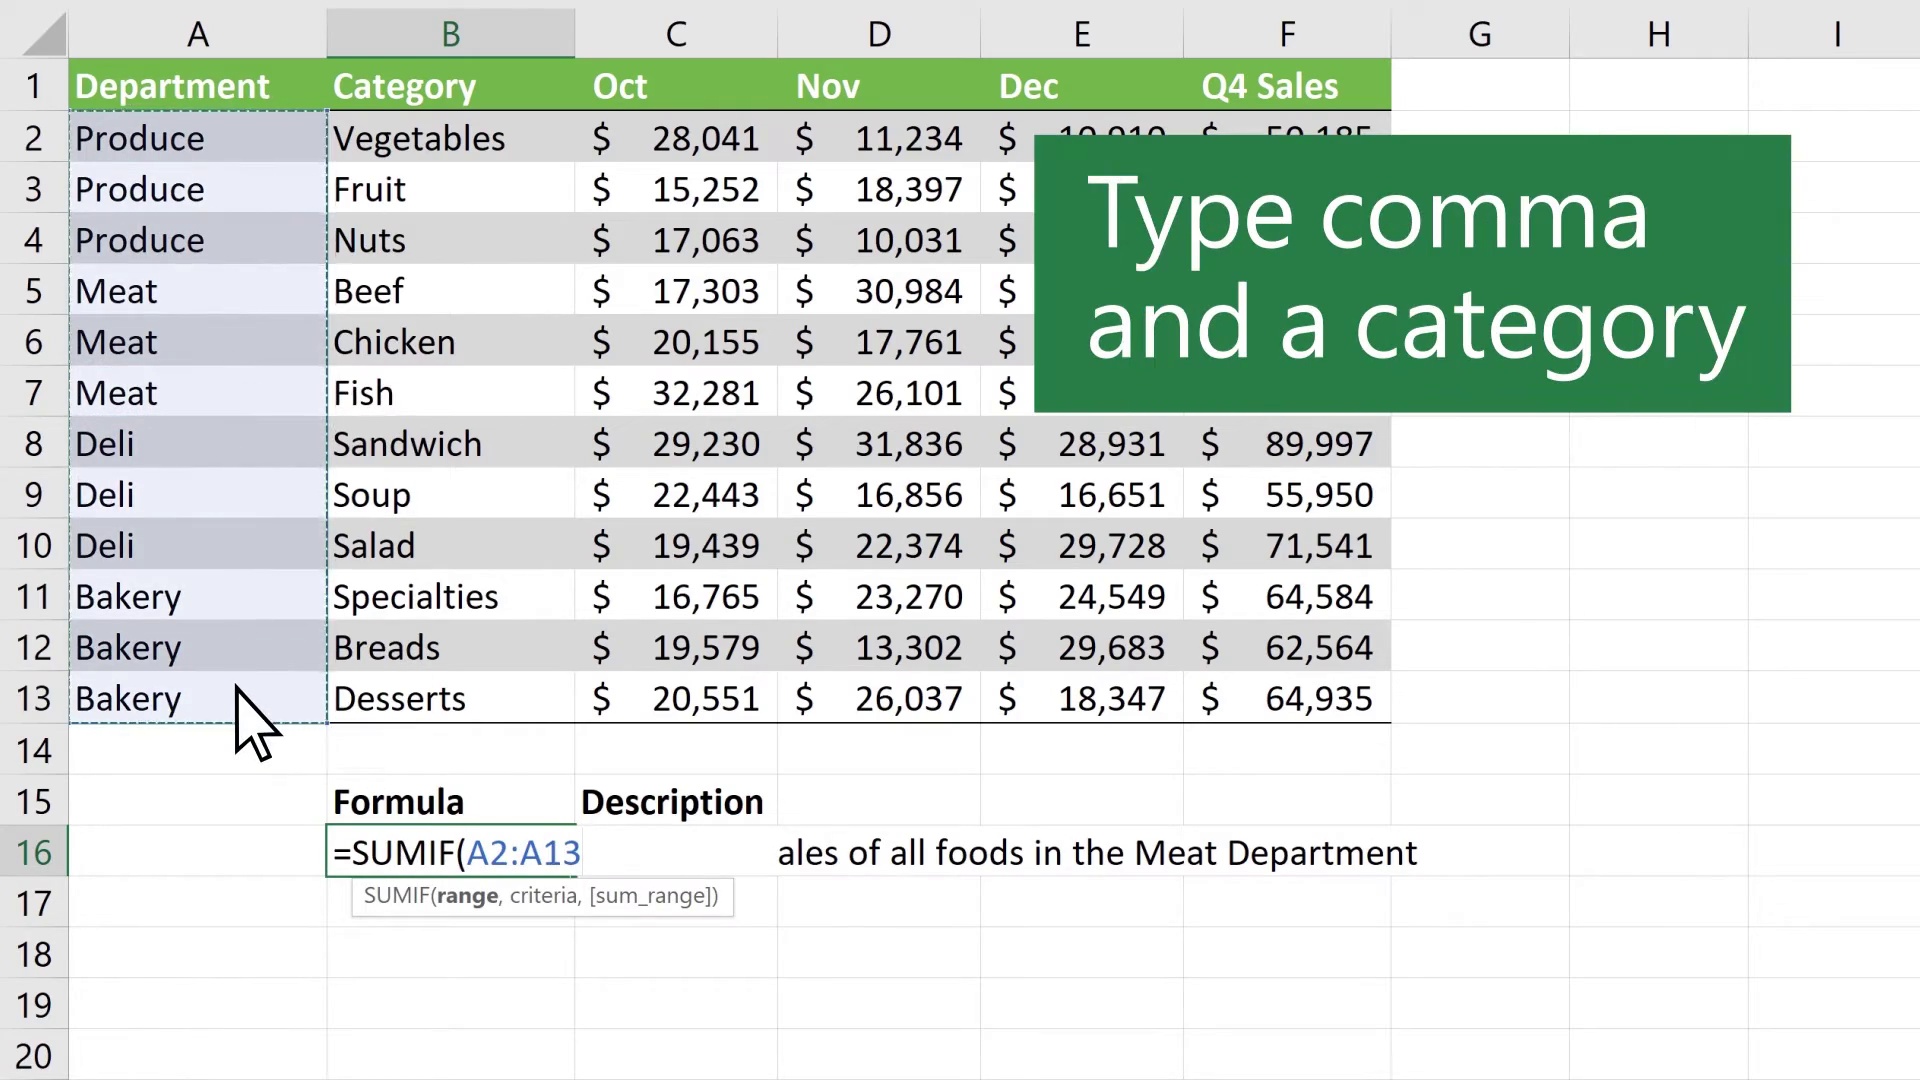 A B C D E F G H I
1 Department Category Oct Nov Dec Q4 Sales
2 Produce Vegetables $ 28,041 $ 11,234 $
3 Produce Fruit $ 15,252 $ 18,397 $
4 Produce Nuts $ 17,063 $ 10,031 $
5 Meat Beef $ 17,303 $ 30,984 $
6 Meat Chicken $ 20,155 $ 17,761 $
7 Meat Fish $ 32,281 $ 26,101 $
Type comma
and a category
8 Deli Sandwich $ 29,230 $ 31,836 $ 28,931 $ 89,997
9 Deli Soup $ 22,443 $ 16,856 $ 16,651 $ 55,950
10 Deli Salad $ 19,439 $ 22,374 $ 29,728 $ 71,541
11 Bakery Specialties $ 16,765 $ 23,270 $ 24,549 $ 64,584
12 Bakery Breads $ 19,579 $ 13,302 $ 29,683 $ 62,564
13 Bakery Desserts $ 20,551 $ 26,037 $ 18,347 $ 64,935
14
15 Formula Description
16 =SUMIF(A2:A13 ales of all foods in the Meat Department
SUMIF(range, criteria, [sum_range])
17
18
19
20